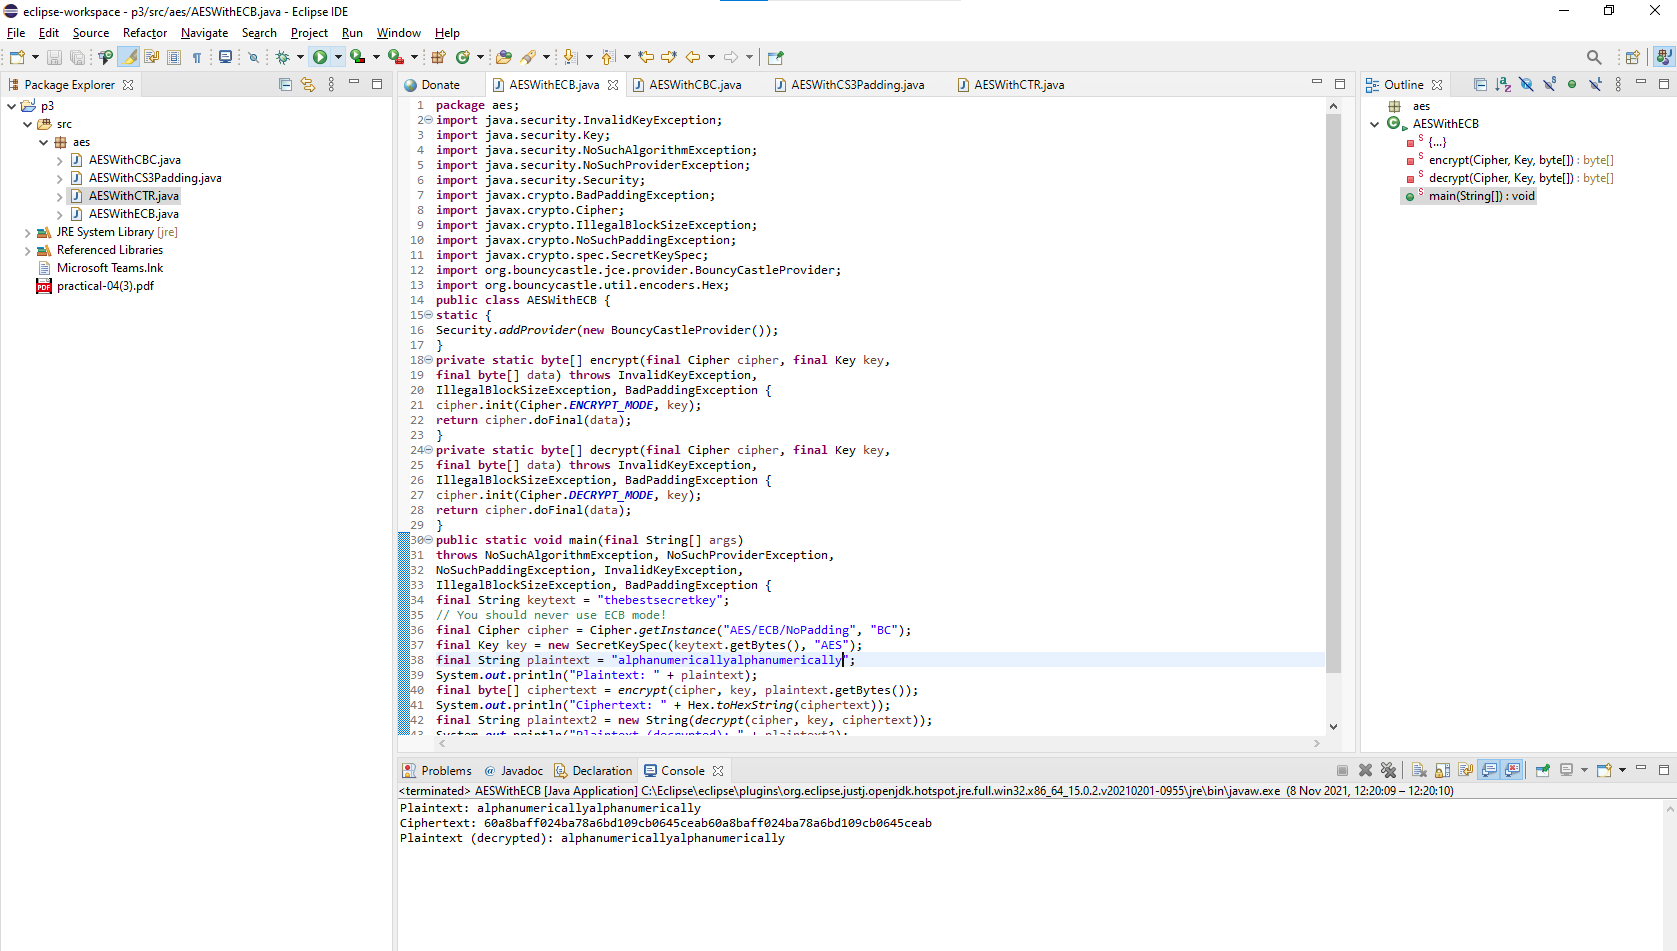 eclipse-workspace - p3/src/aes/AESWithECB.java - Eclipse IDE
File Edit Source Refactor Navigate Search Project Run Window Help
Package Explorer
p3
src
aes
AESWithCBC.java
AESWithCS3Padding.java
AESWithCTR.java
AESWithECB.java
JRE System Library [jre]
Referenced Libraries
Microsoft Teams.lnk
practical-04(3).pdf
Donate AESWithECB.java AESWithCBC.java AESWithCS3Padding.java AESWithCTR.java
1 package aes;
2 import java.security.InvalidKeyException;
3 import java.security.Key;
4 import java.security.NoSuchAlgorithmException;
5 import java.security.NoSuchProviderException;
6 import java.security.Security;
7 import javax.crypto.BadPaddingException;
8 import javax.crypto.Cipher;
9 import javax.crypto.IllegalBlockSizeException;
10 import javax.crypto.NoSuchPaddingException;
11 import javax.crypto.spec.SecretKeySpec;
12 import org.bouncycastle.jce.provider.BouncyCastleProvider;
13 import org.bouncycastle.util.encoders.Hex;
14 public class AESWithECB {
15 static {
16 Security.addProvider(new BouncyCastleProvider());
17 }
18 private static byte[] encrypt(final Cipher cipher, final Key key,
19 final byte[] data) throws InvalidKeyException,
20 IllegalBlockSizeException, BadPaddingException {
21 cipher.init(Cipher.ENCRYPT_MODE, key);
22 return cipher.doFinal(data);
23 }
24 private static byte[] decrypt(final Cipher cipher, final Key key,
25 final byte[] data) throws InvalidKeyException,
26 IllegalBlockSizeException, BadPaddingException {
27 cipher.init(Cipher.DECRYPT_MODE, key);
28 return cipher.doFinal(data);
29 }
30 public static void main(final String[] args)
31 throws NoSuchAlgorithmException, NoSuchProviderException,
32 NoSuchPaddingException, InvalidKeyException,
33 IllegalBlockSizeException, BadPaddingException {
34 final String keytext = "thebestsecretkey";
35 // You should never use ECB mode!
36 final Cipher cipher = Cipher.getInstance("AES/ECB/NoPadding", "BC");
37 final Key key = new SecretKeySpec(keytext.getBytes(), "AES");
38 final String plaintext = "alphanumericallyalphanumerically";
39 System.out.println("Plaintext: " + plaintext);
40 final byte[] ciphertext = encrypt(cipher, key, plaintext.getBytes());
41 System.out.println("Ciphertext: " + Hex.toHexString(ciphertext));
42 final String plaintext2 = new String(decrypt(cipher, key, ciphertext));
43 System.out.println("Plaintext (decrypted): " + plaintext2);
Outline
aes
AESWithECB
{...}
encrypt(Cipher, Key, byte[]) : byte[]
decrypt(Cipher, Key, byte[]) : byte[]
main(String[]) : void
Problems Javadoc Declaration Console
<terminated> AESWithECB [Java Application] C:\Eclipse\eclipse\plugins\org.eclipse.justj.openjdk.hotspot.jre.full.win32.x86_64_15.0.2.v20210201-0955\jre\bin\javaw.exe (8 Nov 2021, 12:20:09 – 12:20:10)
Plaintext: alphanumericallyalphanumerically
Ciphertext: 60a8baff024ba78a6bd109cb0645ceab60a8baff024ba78a6bd109cb0645ceab
Plaintext (decrypted): alphanumericallyalphanumerically